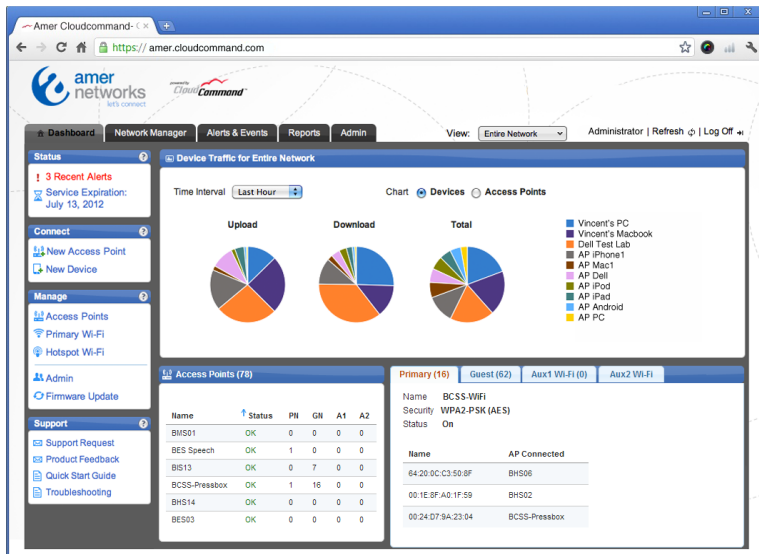 Amer Cloudcommand-
https://amer.cloudcommand.com
amer
networks
let's connect
powered by
CloudCommand
Dashboard
Network Manager
Alerts & Events
Reports
Admin
View:
Entire Network
Administrator | Refresh | Log Off
Status ?
! 3 Recent Alerts
Service Expiration:
July 13, 2012
Connect ?
New Access Point
New Device
Manage ?
Access Points
Primary Wi-Fi
Hotspot Wi-Fi
Admin
Firmware Update
Support ?
Support Request
Product Feedback
Quick Start Guide
Troubleshooting
Device Traffic for Entire Network
Time Interval Last Hour
Chart Devices Access Points
Upload Download Total
Vincent's PC
Vincent's Macbook
Dell Test Lab
AP iPhone1
AP Mac1
AP Dell
AP iPod
AP iPad
AP Android
AP PC
Access Points (78)
Name Status PN GN A1 A2
BMS01 OK 0 0 0 0
BES Speech OK 1 0 0 0
BIS13 OK 0 7 0 0
BCSS-Pressbox OK 1 16 0 0
BHS14 OK 0 0 0 0
BES03 OK 0 0 0 0
Primary (16) Guest (62) Aux1 Wi-Fi (0) Aux2 Wi-Fi
Name BCSS-WiFi
Security WPA2-PSK (AES)
Status On
Name AP Connected
64:20:0C:C3:50:8F BHS06
00:1E:8F:A0:1F:59 BHS02
00:24:D7:9A:23:04 BCSS-Pressbox